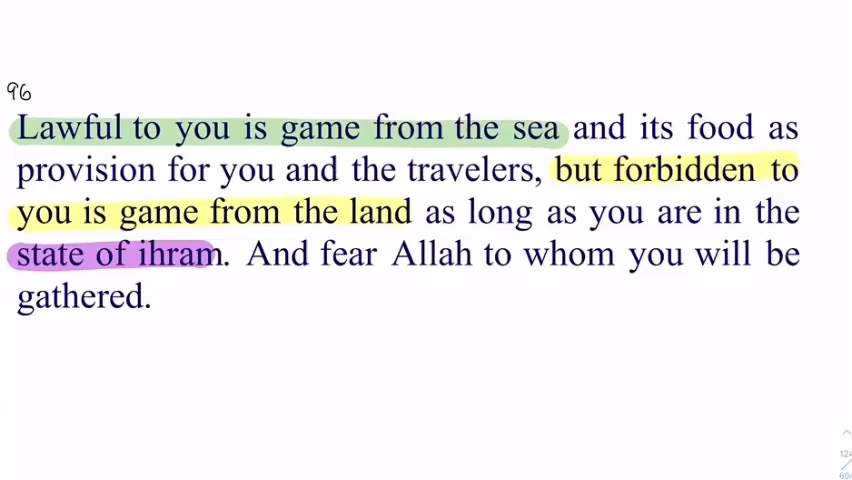 96
Lawful to you is game from the sea and its food as
provision for you and the travelers, but forbidden to
you is game from the land as long as you are in the
state of ihram. And fear Allah to whom you will be
gathered.